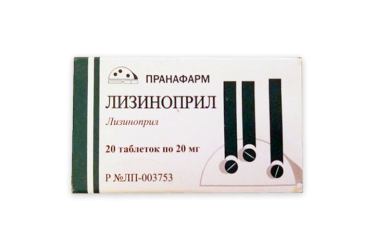 ПРАНАФАРМ
ЛИЗИНОПРИЛ
Лизиноприл
20 таблеток по 20 мг
Р №ЛП-003753